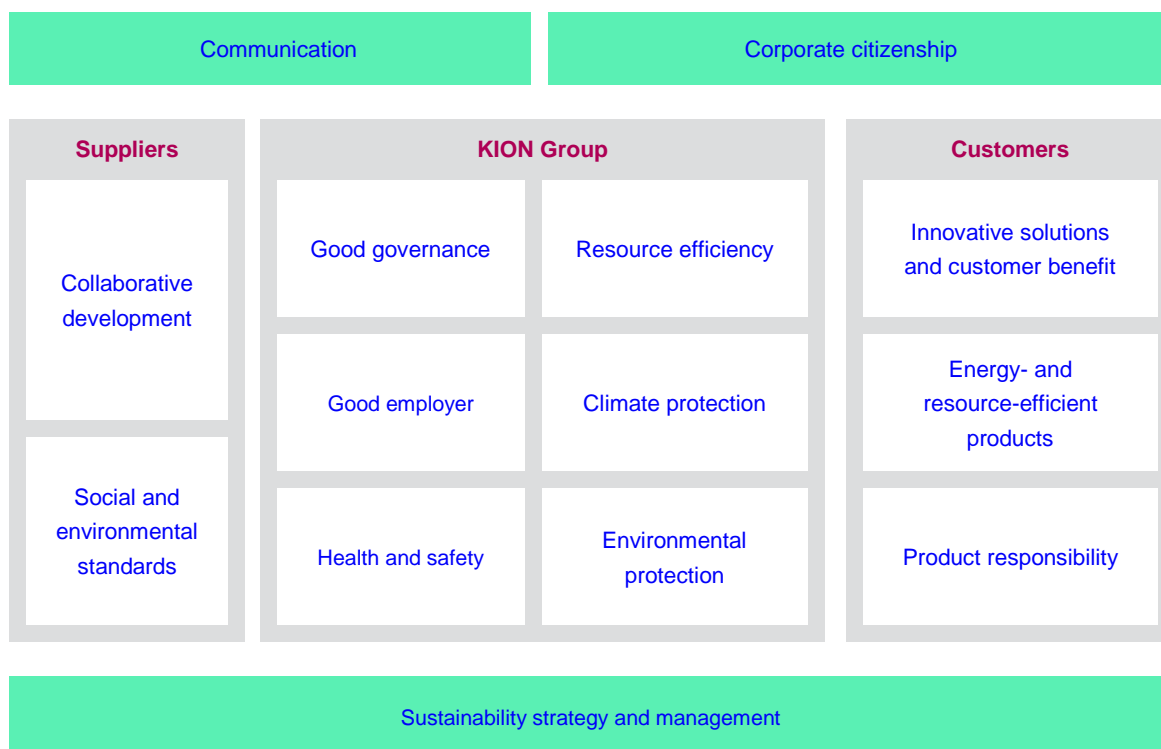 Communication
Corporate citizenship
Suppliers
Collaborative
development
Social and
environmental
standards
KION Group
Good governance
Resource efficiency
Good employer
Climate protection
Health and safety
Environmental
protection
Customers
Innovative solutions
and customer benefit
Energy- and
resource-efficient
products
Product responsibility
Sustainability strategy and management